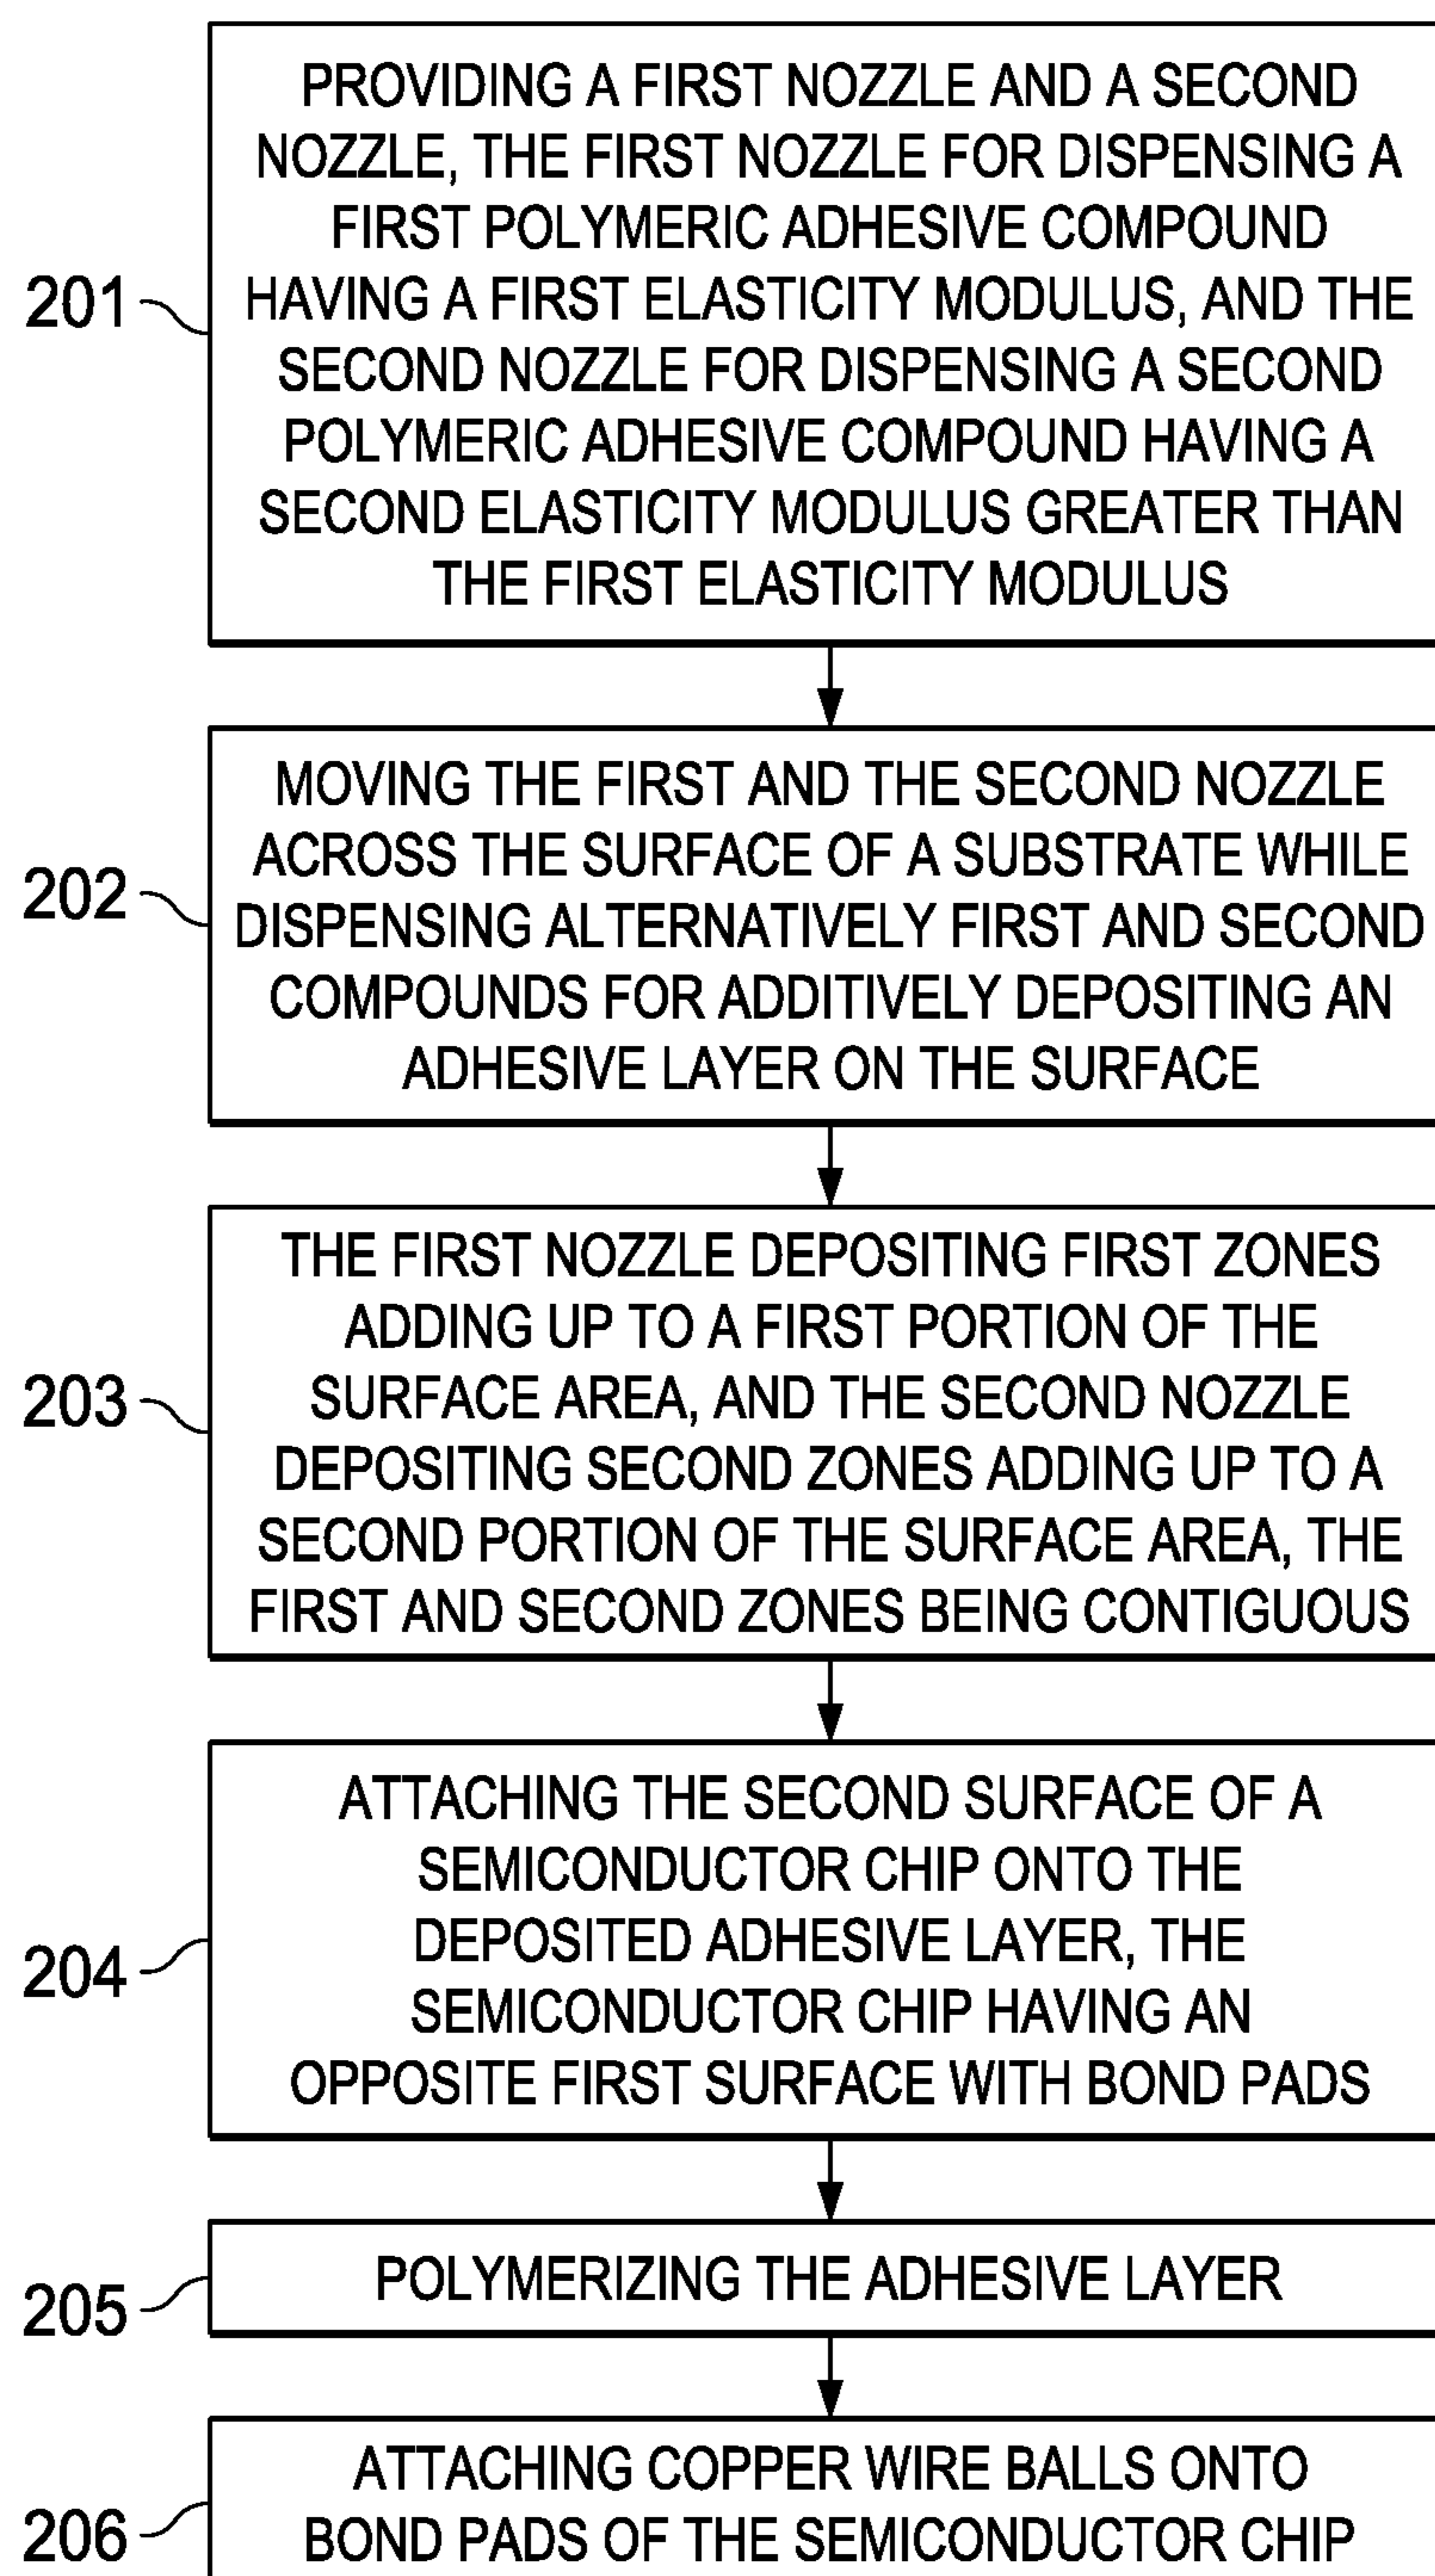 PROVIDING A FIRST NOZZLE AND A SECOND
NOZZLE, THE FIRST NOZZLE FOR DISPENSING A
FIRST POLYMERIC ADHESIVE COMPOUND
201
HAVING A FIRST ELASTICITY MODULUS, AND THE
SECOND NOZZLE FOR DISPENSING A SECOND
POLYMERIC ADHESIVE COMPOUND HAVING A
SECOND ELASTICITY MODULUS GREATER THAN
THE FIRST ELASTICITY MODULUS
MOVING THE FIRST AND THE SECOND NOZZLE
ACROSS THE SURFACE OF A SUBSTRATE WHILE
202
DISPENSING ALTERNATIVELY FIRST AND SECOND
COMPOUNDS FOR ADDITIVELY DEPOSITING AN
ADHESIVE LAYER ON THE SURFACE
THE FIRST NOZZLE DEPOSITING FIRST ZONES
ADDING UP TO A FIRST PORTION OF THE
203
SURFACE AREA, AND THE SECOND NOZZLE
DEPOSITING SECOND ZONES ADDING UP TO A
SECOND PORTION OF THE SURFACE AREA, THE
FIRST AND SECOND ZONES BEING CONTIGUOUS
ATTACHING THE SECOND SURFACE OF A
SEMICONDUCTOR CHIP ONTO THE
DEPOSITED ADHESIVE LAYER, THE
204
SEMICONDUCTOR CHIP HAVING AN
OPPOSITE FIRST SURFACE WITH BOND PADS
205
POLYMERIZING THE ADHESIVE LAYER
ATTACHING COPPER WIRE BALLS ONTO
206
BOND PADS OF THE SEMICONDUCTOR CHIP